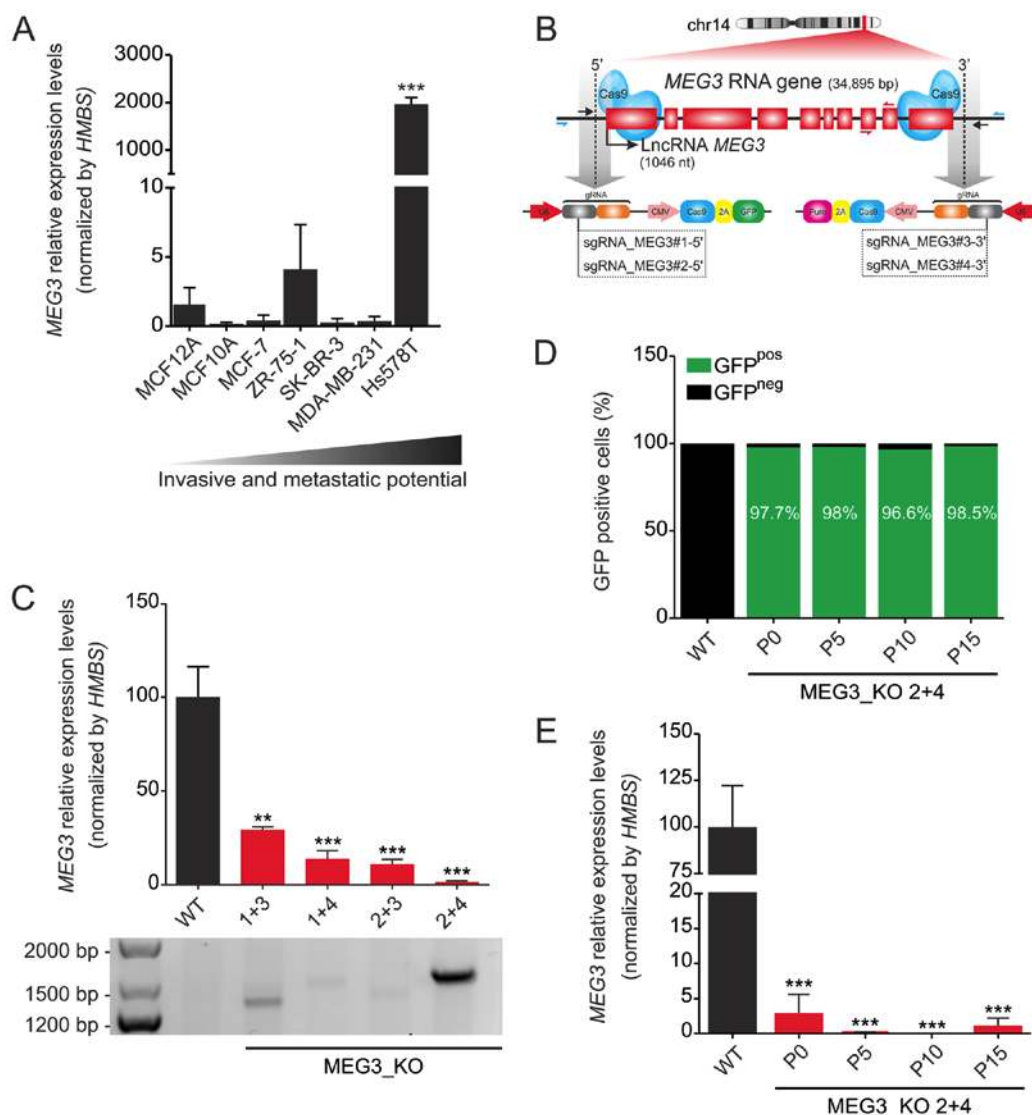 A
MEG3 relative expression levels
(normalized by HMBS)
3000
2000
1000
10
5
0
***
MCF12A
MCF10A
MCF-7
ZR-75-1
SK-BR-3
MDA-MB-231
Hs578T
Invasive and metastatic potential
B
chr14
5'
3'
MEG3 RNA gene (34,895 bp)
Cas9
Cas9
LncRNA MEG3
(1046 nt)
gRNA
gRNA
U6
CMV
Cas9
2A
GFP
Puro
2A
Cas9
CMV
U6
sgRNA_MEG3#1-5'
sgRNA_MEG3#2-5'
sgRNA_MEG3#3-3'
sgRNA_MEG3#4-3'
C
MEG3 relative expression levels
(normalized by HMBS)
150
100
50
0
**
***
***
***
WT
1+3
1+4
2+3
2+4
2000 bp -
1500 bp -
1200 bp -
MEG3_KO
D
GFP positive cells (%)
150
100
50
0
GFPpos
GFPneg
97.7%
98%
96.6%
98.5%
WT
P0
P5
P10
P15
MEG3_KO 2+4
E
MEG3 relative expression levels
(normalized by HMBS)
150
125
100
75
20
15
10
5
0
***
***
***
***
WT
P0
P5
P10
P15
MEG3_KO 2+4